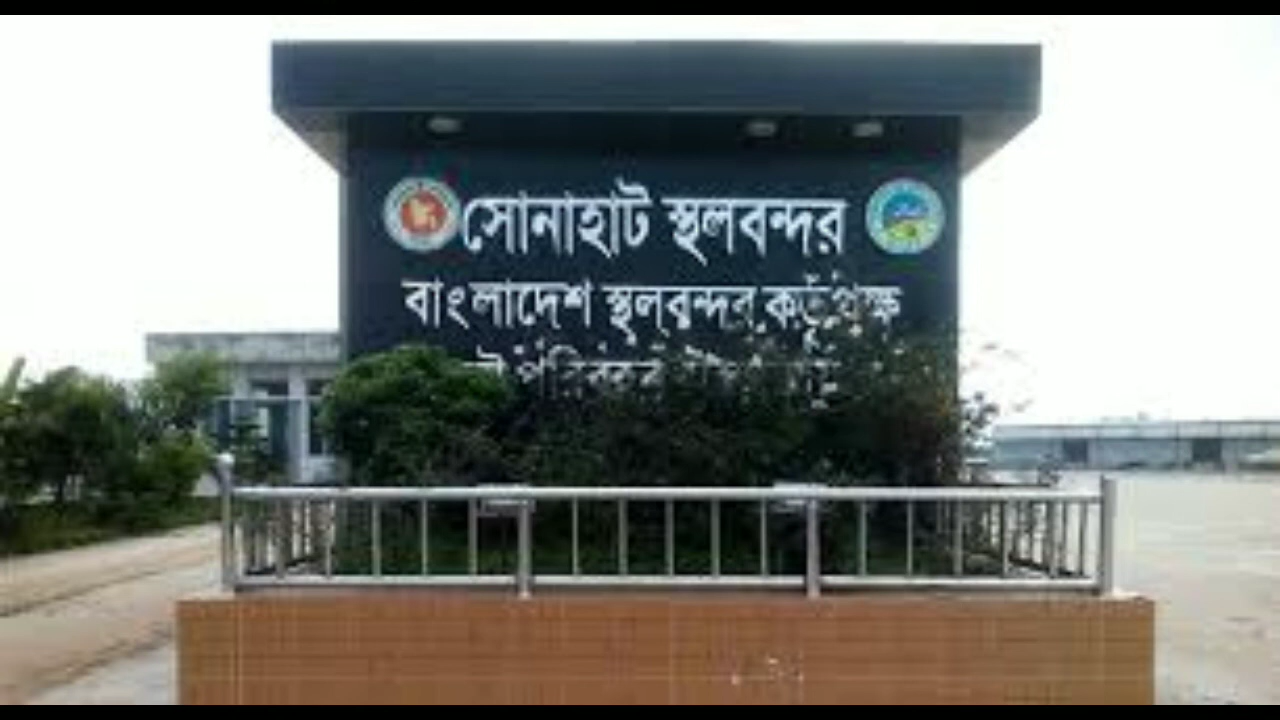 সোনাহাট স্থলবন্দর
বাংলাদেশ স্থলবন্দর কর্তৃপক্ষ